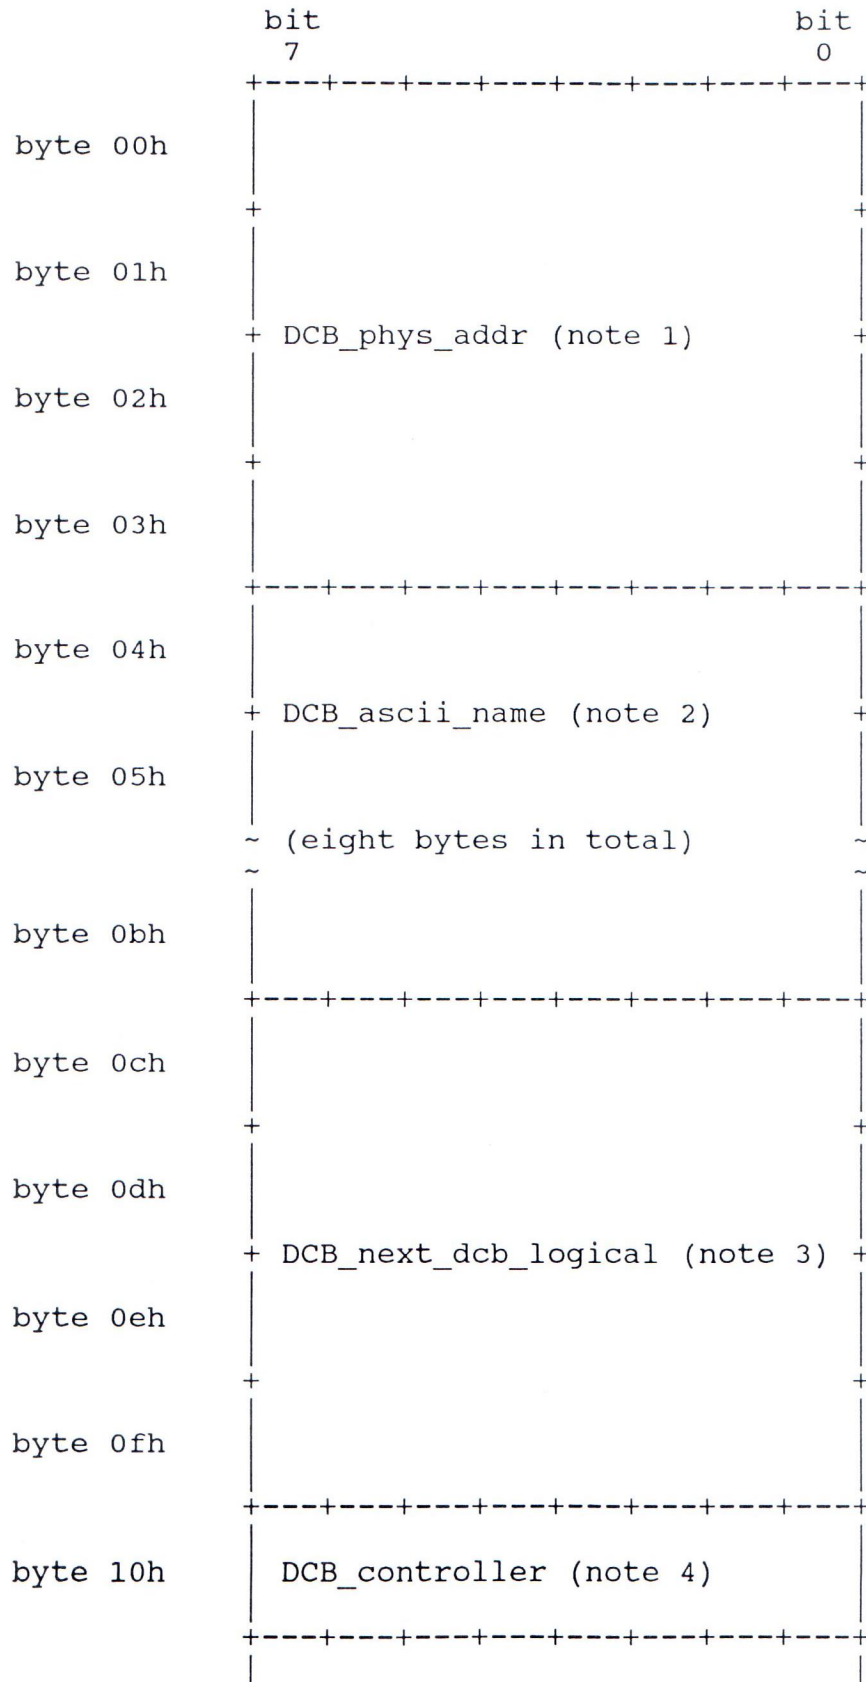 bit bit
7 0
+---+---+---+---+---+---+---+---+
byte 00h
+ +
byte 01h
+ DCB_phys_addr (note 1) +
byte 02h
+ +
byte 03h
+---+---+---+---+---+---+---+---+
byte 04h
+ DCB_ascii_name (note 2) +
byte 05h
~ (eight bytes in total) ~
~ ~
byte 0bh
+---+---+---+---+---+---+---+---+
byte 0ch
+ +
byte 0dh
+ DCB_next_dcb_logical (note 3) +
byte 0eh
+ +
byte 0fh
+---+---+---+---+---+---+---+---+
byte 10h DCB_controller (note 4)
+---+---+---+---+---+---+---+---+